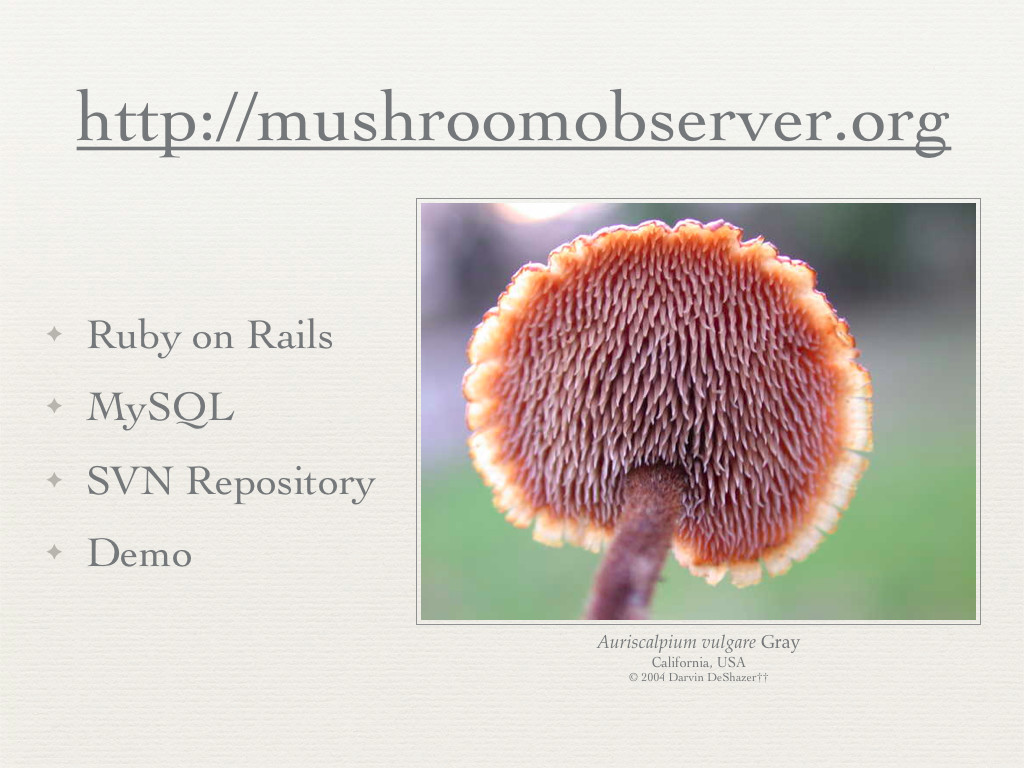 http://mushroomobserver.org
Ruby on Rails
MySQL
SVN Repository
Demo
Auriscalpium vulgare Gray
California, USA
© 2004 Darvin DeShazer††